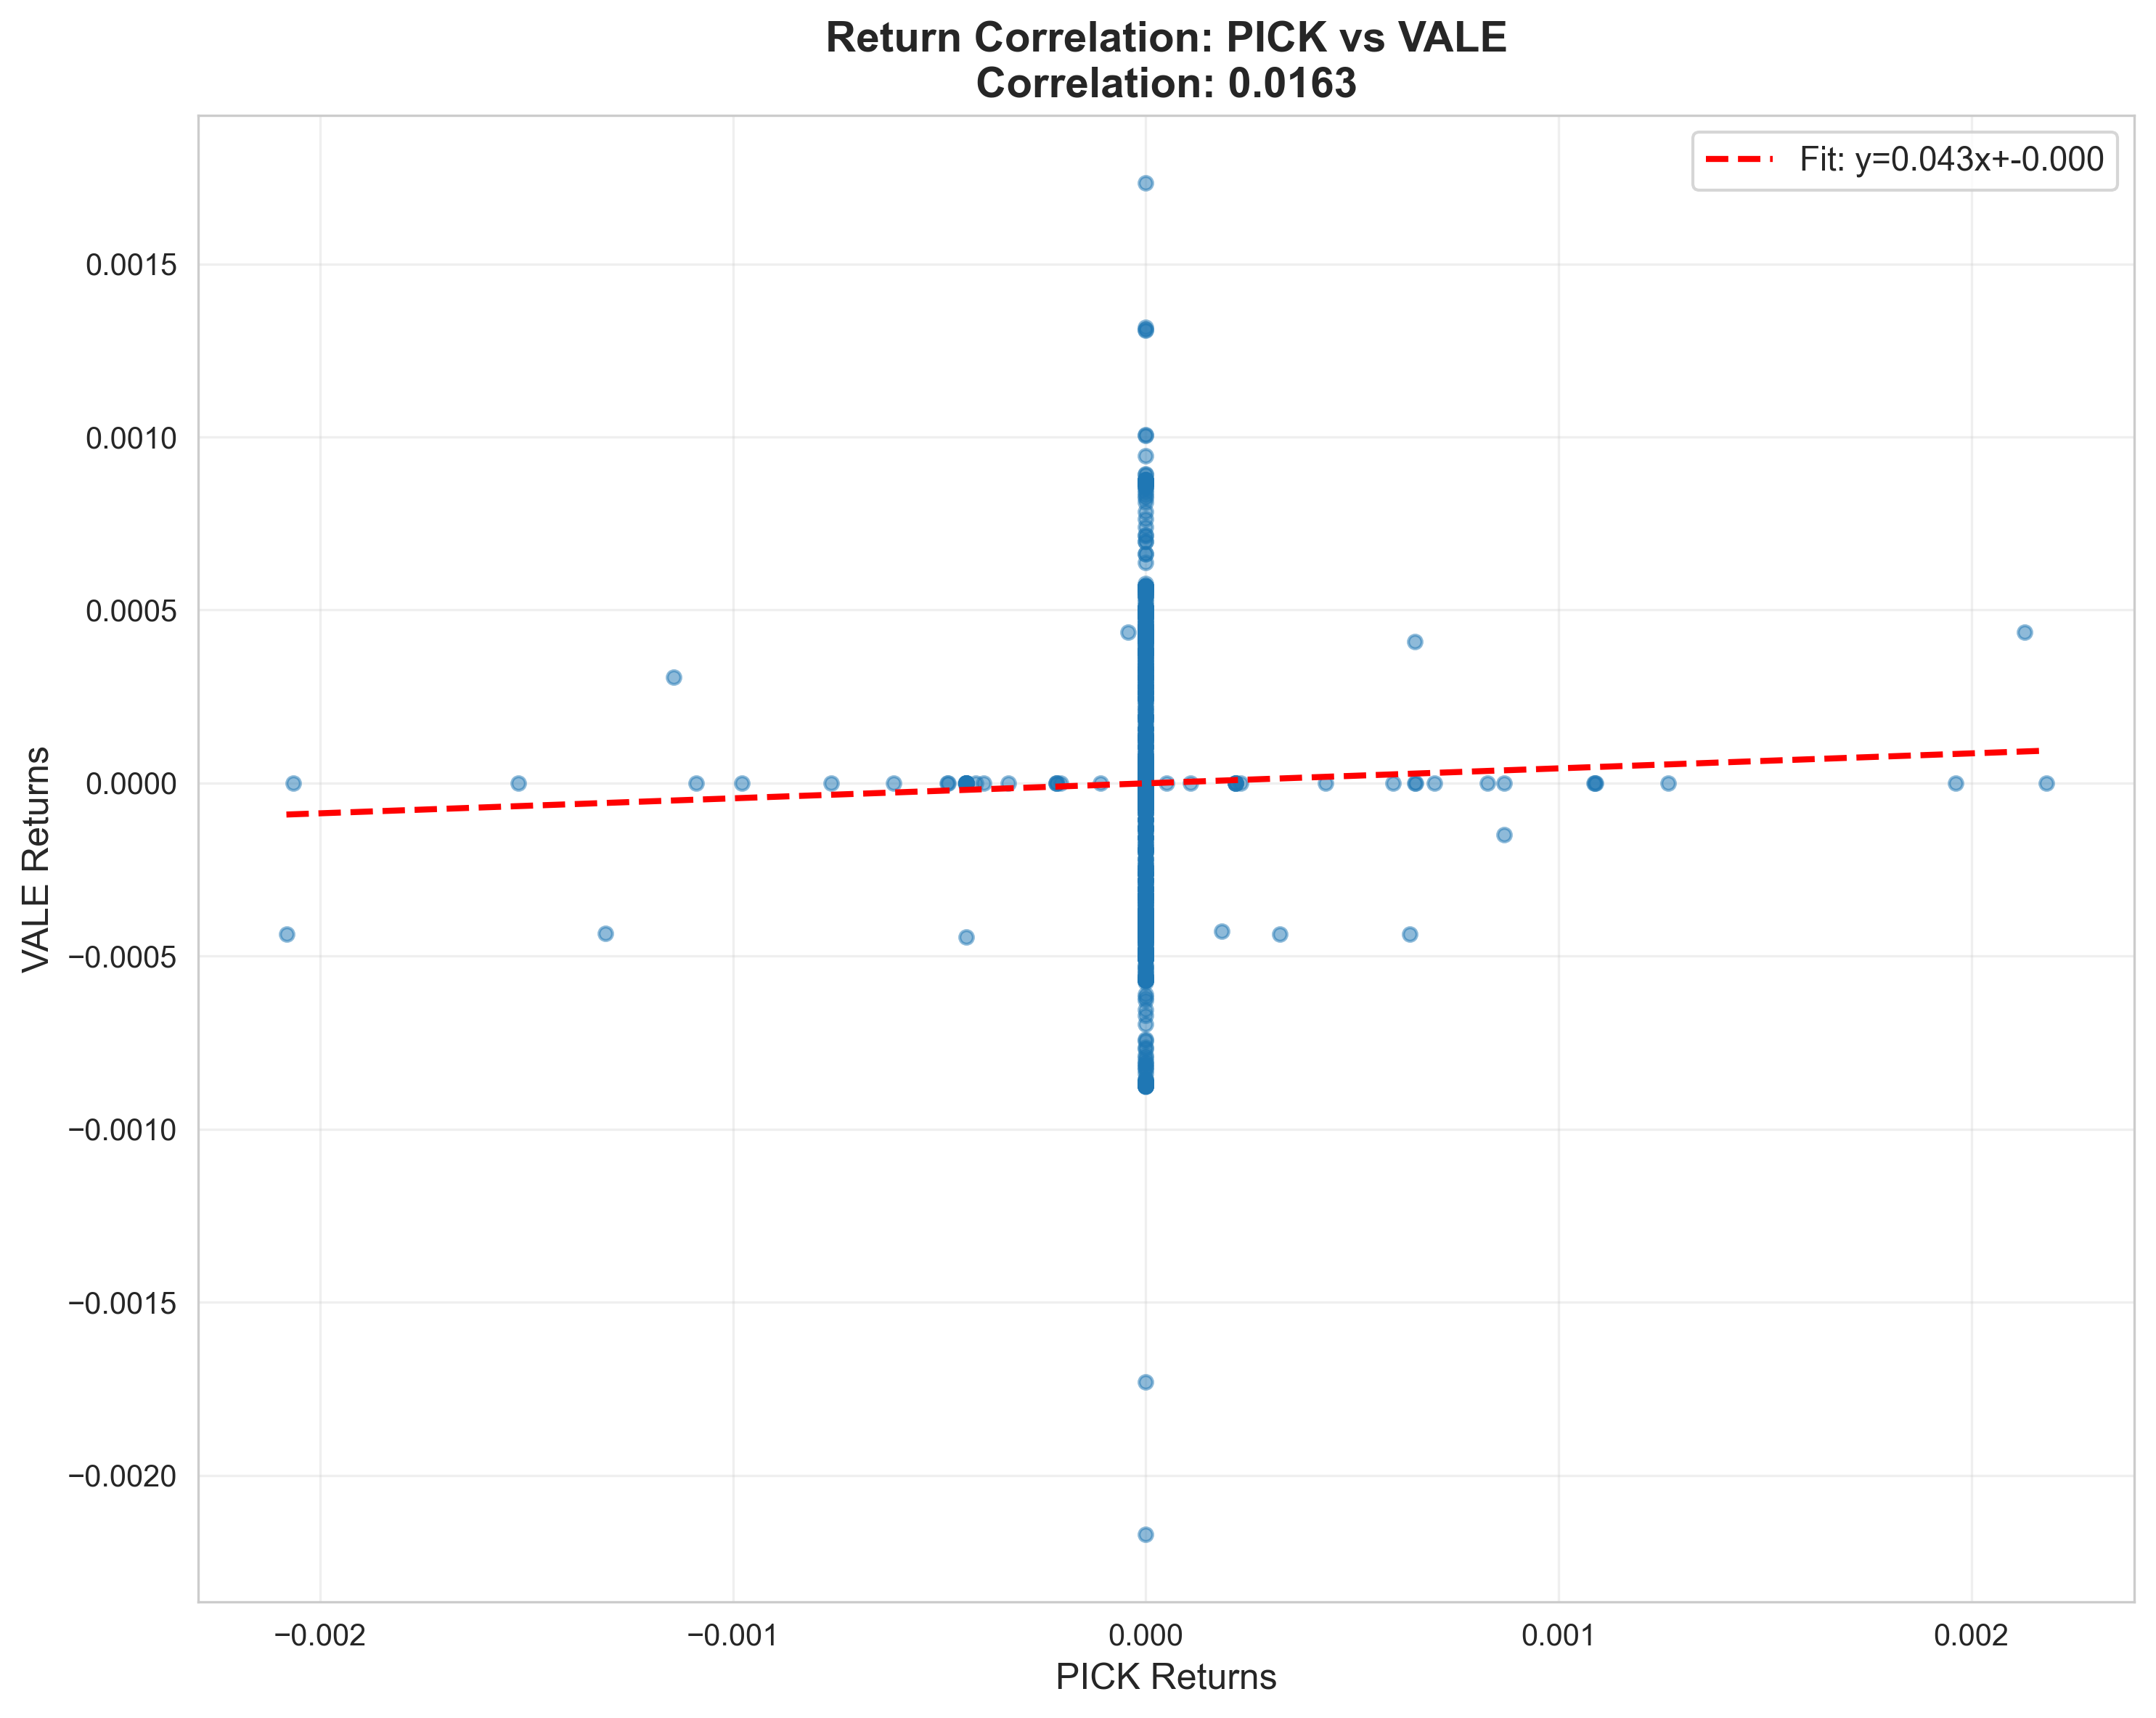 Return Correlation: PICK vs VALE
Correlation: 0.0163
Fit: y=0.043x+-0.000
0.0015
0.0010
0.0005
0.0000
−0.0005
−0.0010
−0.0015
−0.0020
VALE Returns
−0.002
−0.001
0.000
0.001
0.002
PICK Returns